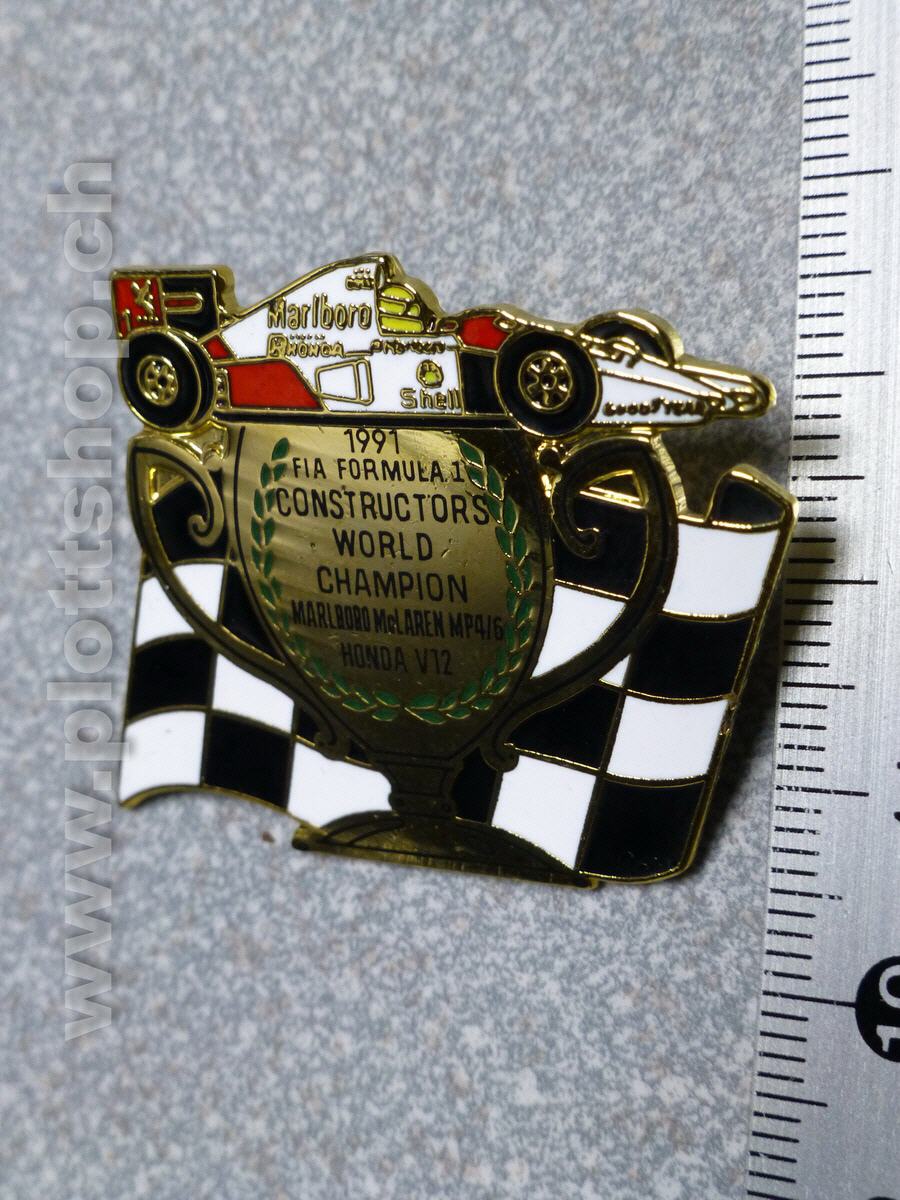 Marlboro
HONDA
Shell
GOODYEAR
1991
FIA FORMULA 1
CONSTRUCTORS
WORLD
CHAMPION
MARLBORO McLAREN MP4/6
HONDA V12
www.plottshop.ch
10